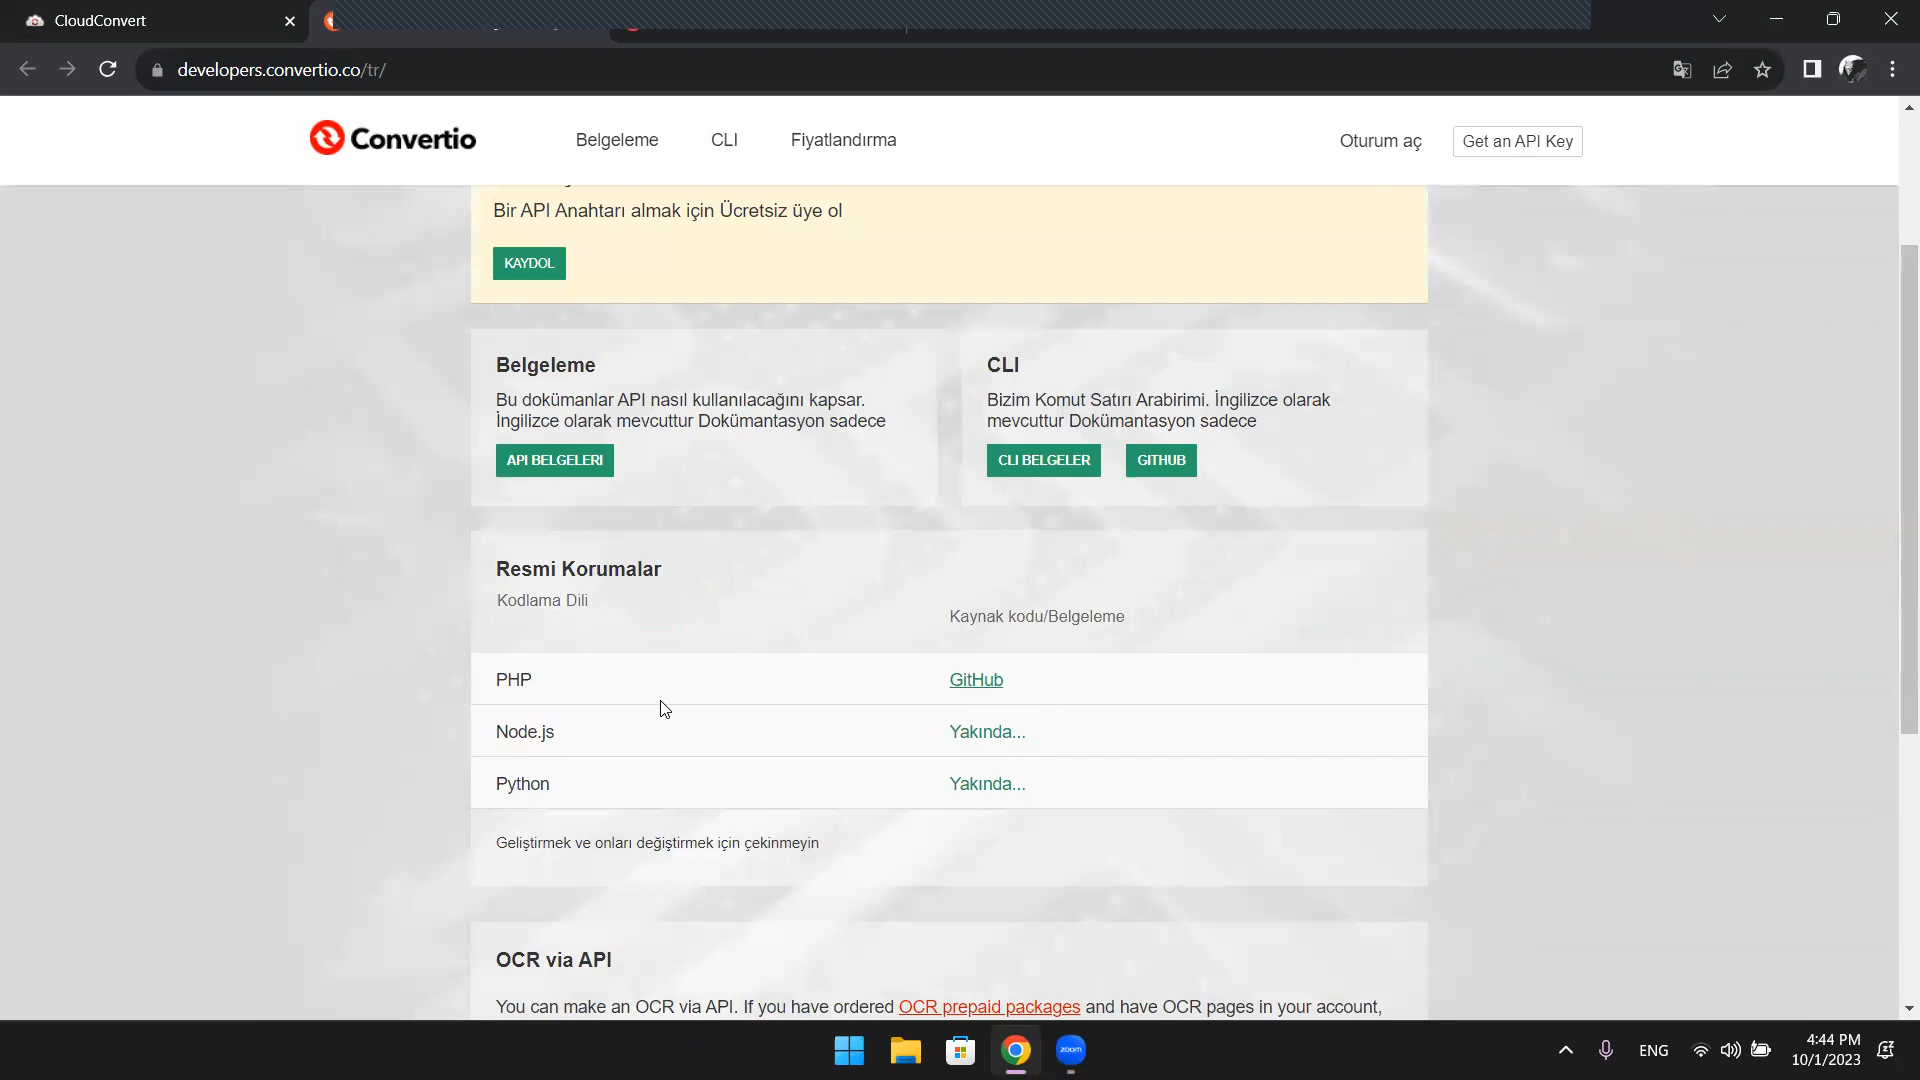 CloudConvert
developers.convertio.co/tr/
Convertio
Belgeleme
CLI
Fiyatlandırma
Oturum aç
Get an API Key
Bir API Anahtarı almak için Ücretsiz üye ol
KAYDOL
Belgeleme
Bu dokümanlar API nasıl kullanılacağını kapsar.
İngilizce olarak mevcuttur Dokümantasyon sadece
API BELGELERI
CLI
Bizim Komut Satırı Arabirimi. İngilizce olarak
mevcuttur Dokümantasyon sadece
CLI BELGELER
GITHUB
Resmi Korumalar
Kodlama Dili
Kaynak kodu/Belgeleme
PHP
GitHub
Node.js
Yakında...
Python
Yakında...
Geliştirmek ve onları değiştirmek için çekinmeyin
OCR via API
You can make an OCR via API. If you have ordered OCR prepaid packages and have OCR pages in your account,
zoom
ENG
4:44 PM
10/1/2023